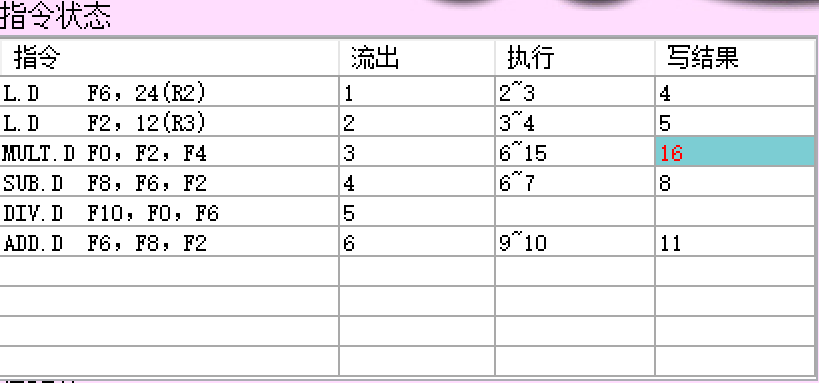 指令状态
指令 流出 执行 写结果
L.D F6, 24(R2) 1 2~3 4
L.D F2, 12(R3) 2 3~4 5
MULT.D F0, F2, F4 3 6~15 16
SUB.D F8, F6, F2 4 6~7 8
DIV.D F10, F0, F6 5
ADD.D F6, F8, F2 6 9~10 11